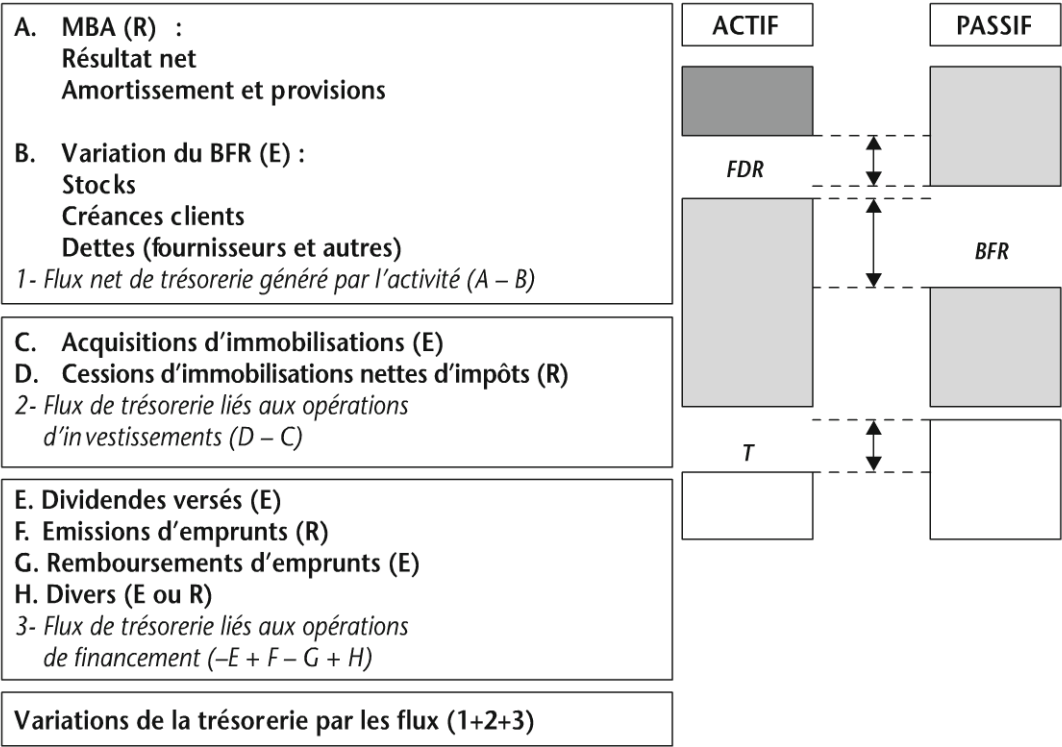 A. MBA (R) :
Résultat net
Amortissement et provisions
B. Variation du BFR (E) :
Stocks
Créances clients
Dettes (fournisseurs et autres)
1- Flux net de trésorerie généré par l’activité (A – B)
C. Acquisitions d’immobilisations (E)
D. Cessions d’immobilisations nettes d’impôts (R)
2- Flux de trésorerie liés aux opérations
d’investissements (D – C)
E. Dividendes versés (E)
F. Emissions d’emprunts (R)
G. Remboursements d’emprunts (E)
H. Divers (E ou R)
3- Flux de trésorerie liés aux opérations
de financement (–E + F – G + H)
Variations de la trésorerie par les flux (1+2+3)
ACTIF
PASSIF
FDR
BFR
T